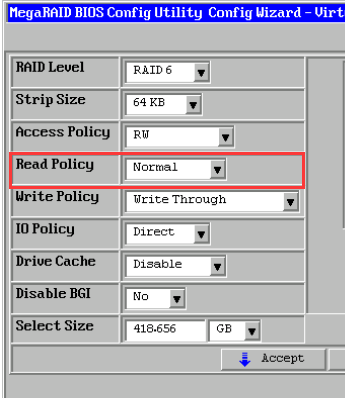 MegaRAID BIOS Config Utility Config Wizard – Virt
RAID Level RAID 6
Strip Size 64 KB
Access Policy RW
Read Policy Normal
Write Policy Write Through
IO Policy Direct
Drive Cache Disable
Disable BGI No
Select Size 418.656 GB
Accept